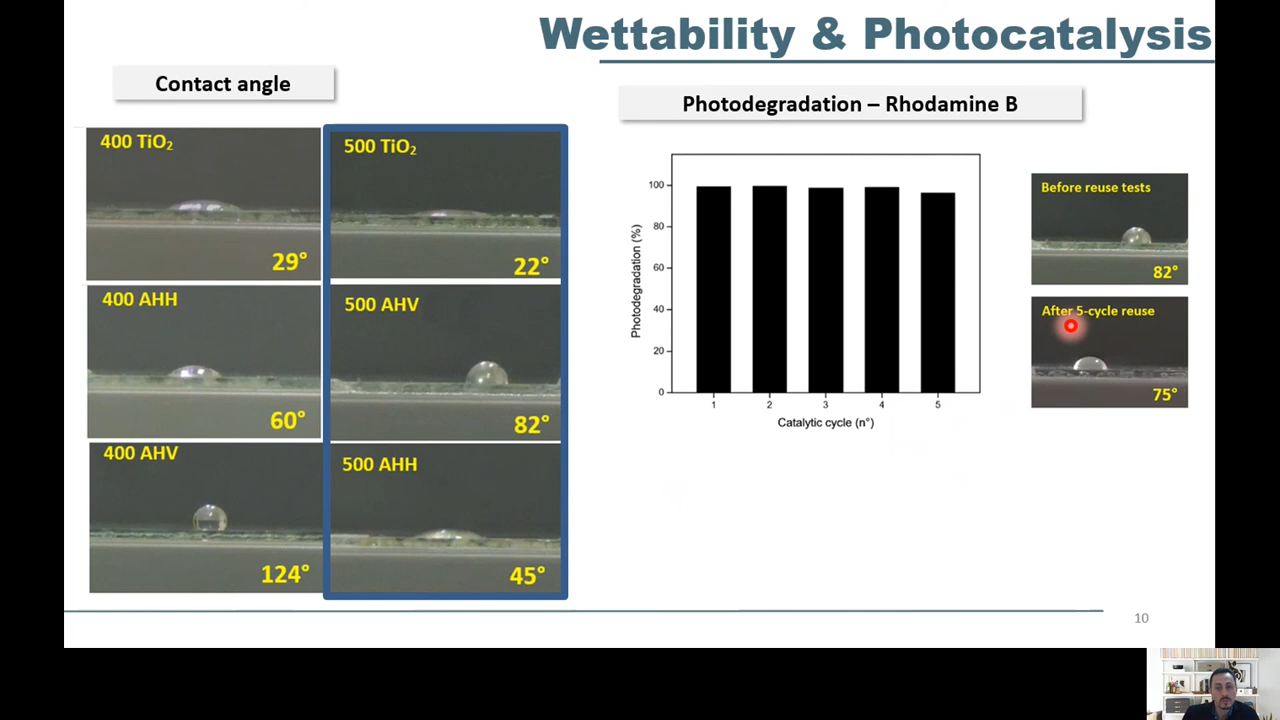 Wettability & Photocatalysis
Contact angle
400 TiO₂
29°
500 TiO₂
22°
400 AHH
60°
500 AHV
82°
400 AHV
124°
500 AHH
45°
Photodegradation – Rhodamine B
Photodegradation (%)
100
80
60
40
20
0
1 2 3 4 5
Catalytic cycle (n°)
Before reuse tests
82°
After 5-cycle reuse
75°
10